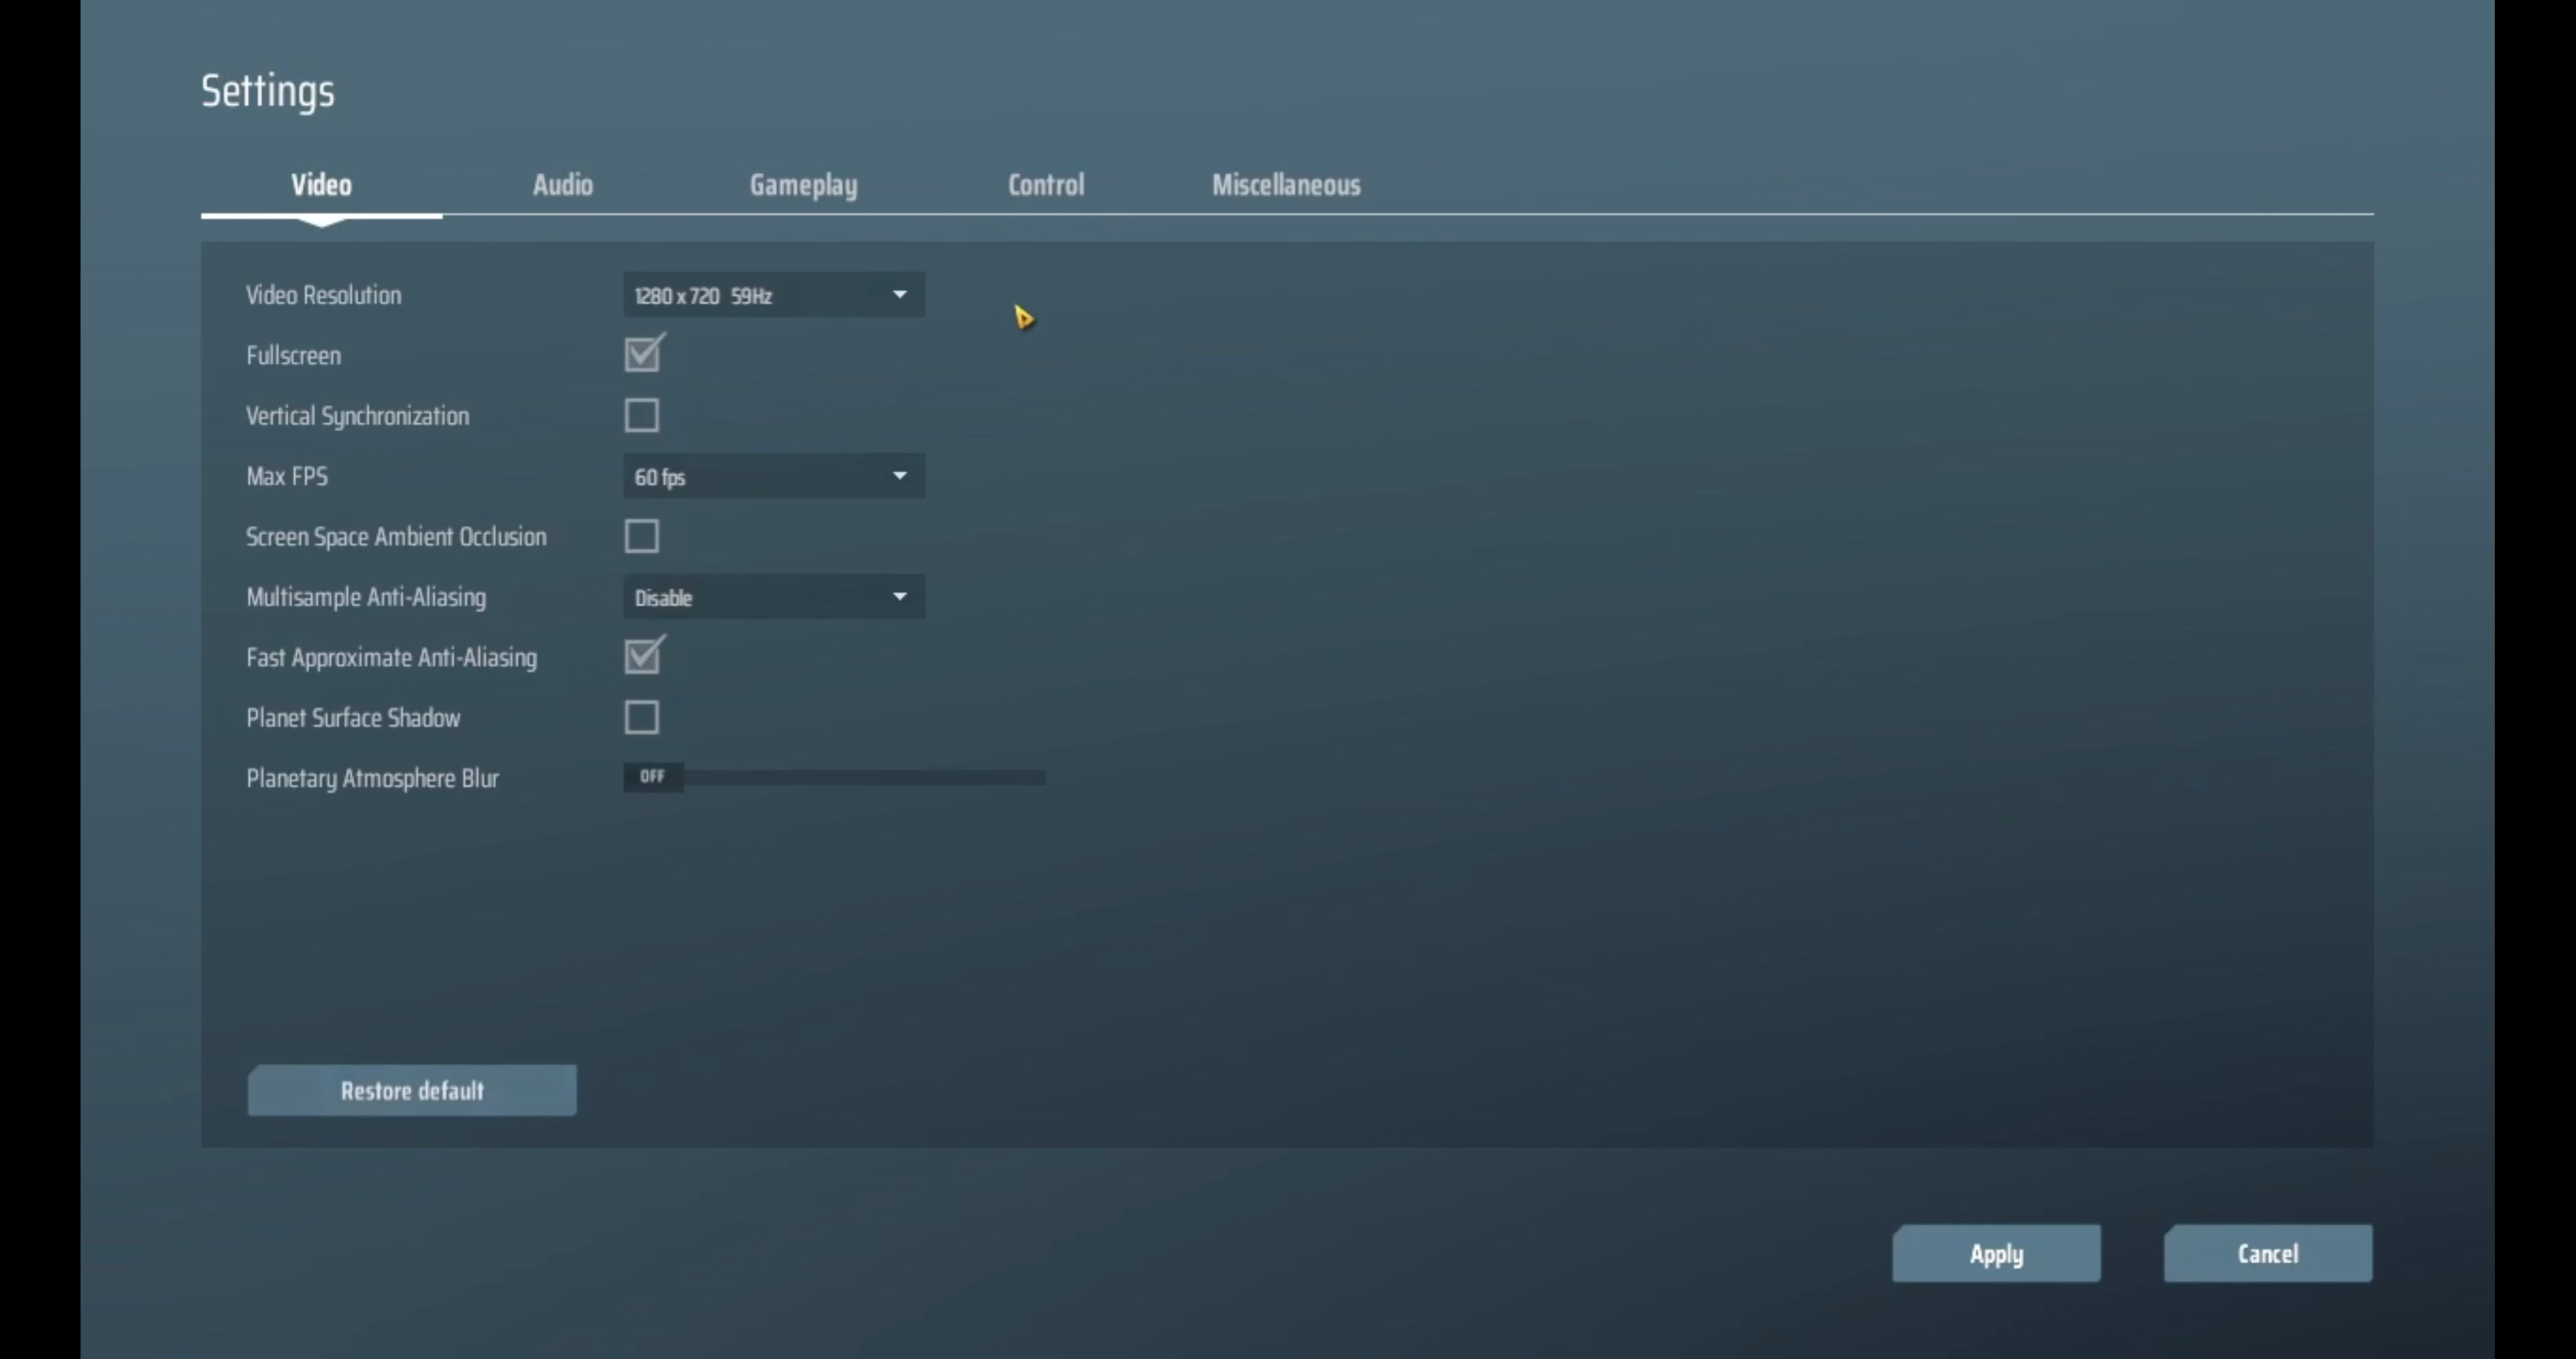 Settings
Video Audio Gameplay Control Miscellaneous
Video Resolution 1280 x 720 59Hz
Fullscreen
Vertical Synchronization
Max FPS 60 fps
Screen Space Ambient Occlusion
Multisample Anti-Aliasing Disable
Fast Approximate Anti-Aliasing
Planet Surface Shadow
Planetary Atmosphere Blur OFF
Restore default
Apply Cancel